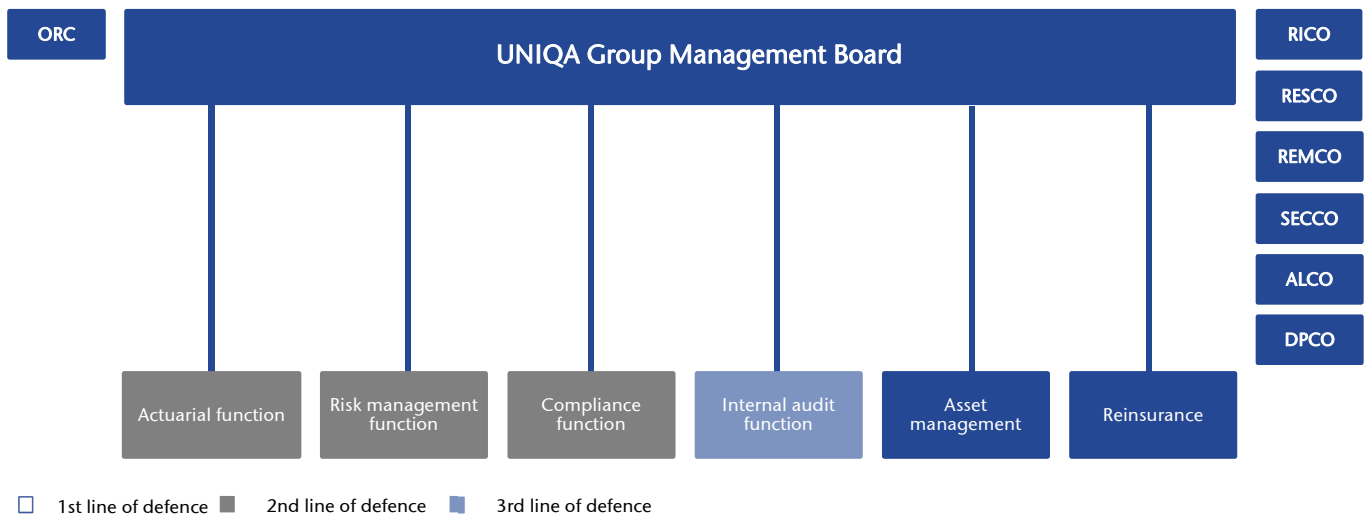 ORC
UNIQA Group Management Board
RICO
RESCO
REMCO
SECCO
ALCO
DPCO
Actuarial function
Risk management
function
Compliance
function
Internal audit
function
Asset
management
Reinsurance
1st line of defence
2nd line of defence
3rd line of defence